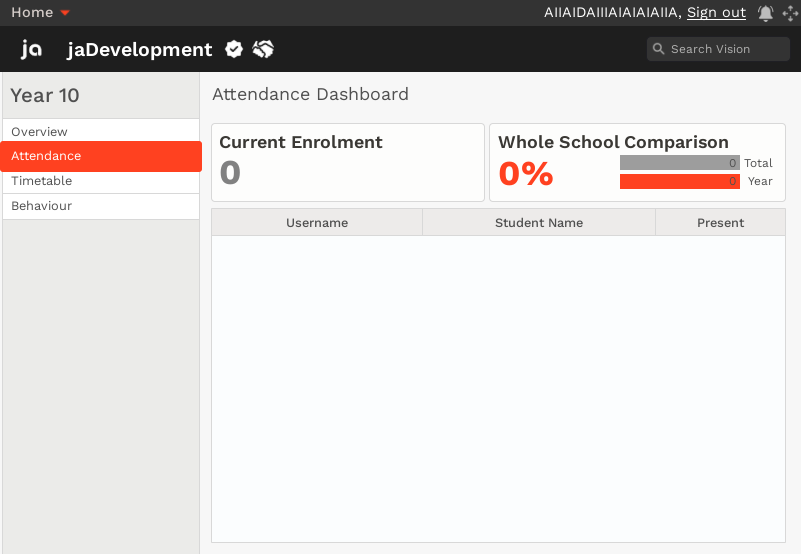 Home
AIIAIDAIIIAIAIAIAIIA, Sign out
ja jaDevelopment
Search Vision
Year 10
Overview
Attendance
Timetable
Behaviour
Attendance Dashboard
Current Enrolment
0
Whole School Comparison
0%
0 Total
0 Year
Username Student Name Present